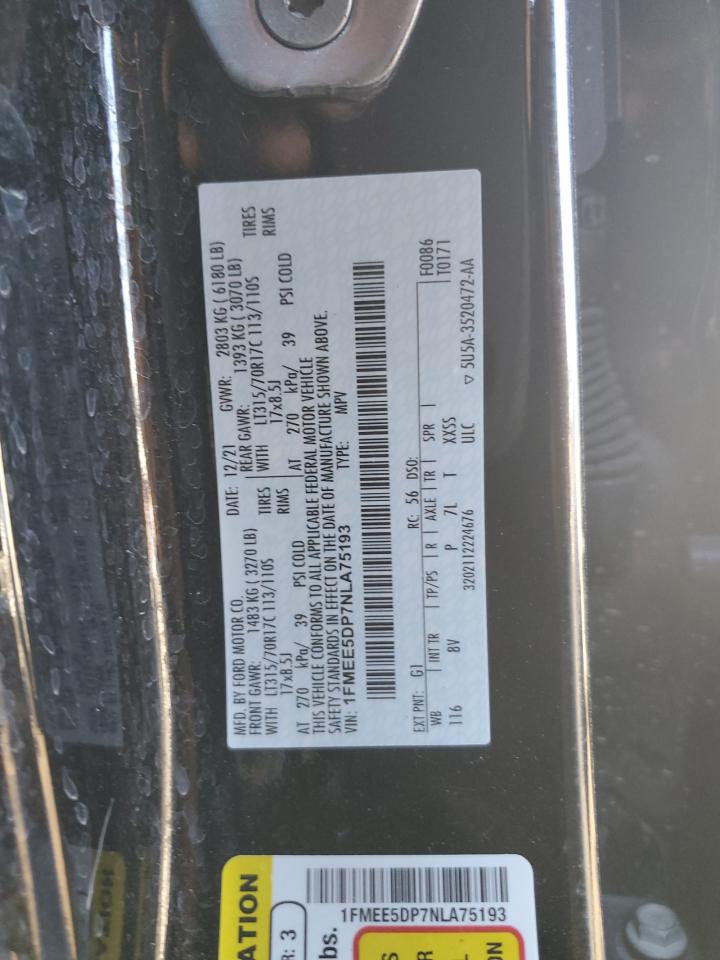 MFD. BY FORD MOTOR CO.
DATE: 12/21 GVWR: 2803 KG ( 6180 LB)
FRONT GAWR: 1483 KG ( 3270 LB) REAR GAWR: 1393 KG ( 3070 LB)
WITH LT315/70R17C 113/110S TIRES WITH LT315/70R17C 113/110S TIRES
17x8.5J RIMS 17x8.5J RIMS
AT 270 kPa/ 39 PSI COLD AT 270 kPa/ 39 PSI COLD
THIS VEHICLE CONFORMS TO ALL APPLICABLE FEDERAL MOTOR VEHICLE
SAFETY STANDARDS IN EFFECT ON THE DATE OF MANUFACTURE SHOWN ABOVE.
VIN: 1FMEE5DP7NLA75193 TYPE: MPV
EXT PNT: G1 RC: 56 DSO: F0086
WB INT TR TP/PS R AXLE TR SPR T0171
116 8V P 7L T XXSS
3202112224676 ULC ▽ 5U5A-3520472-AA
1FMEE5DP7NLA75193
ATION
R: 3
bs.